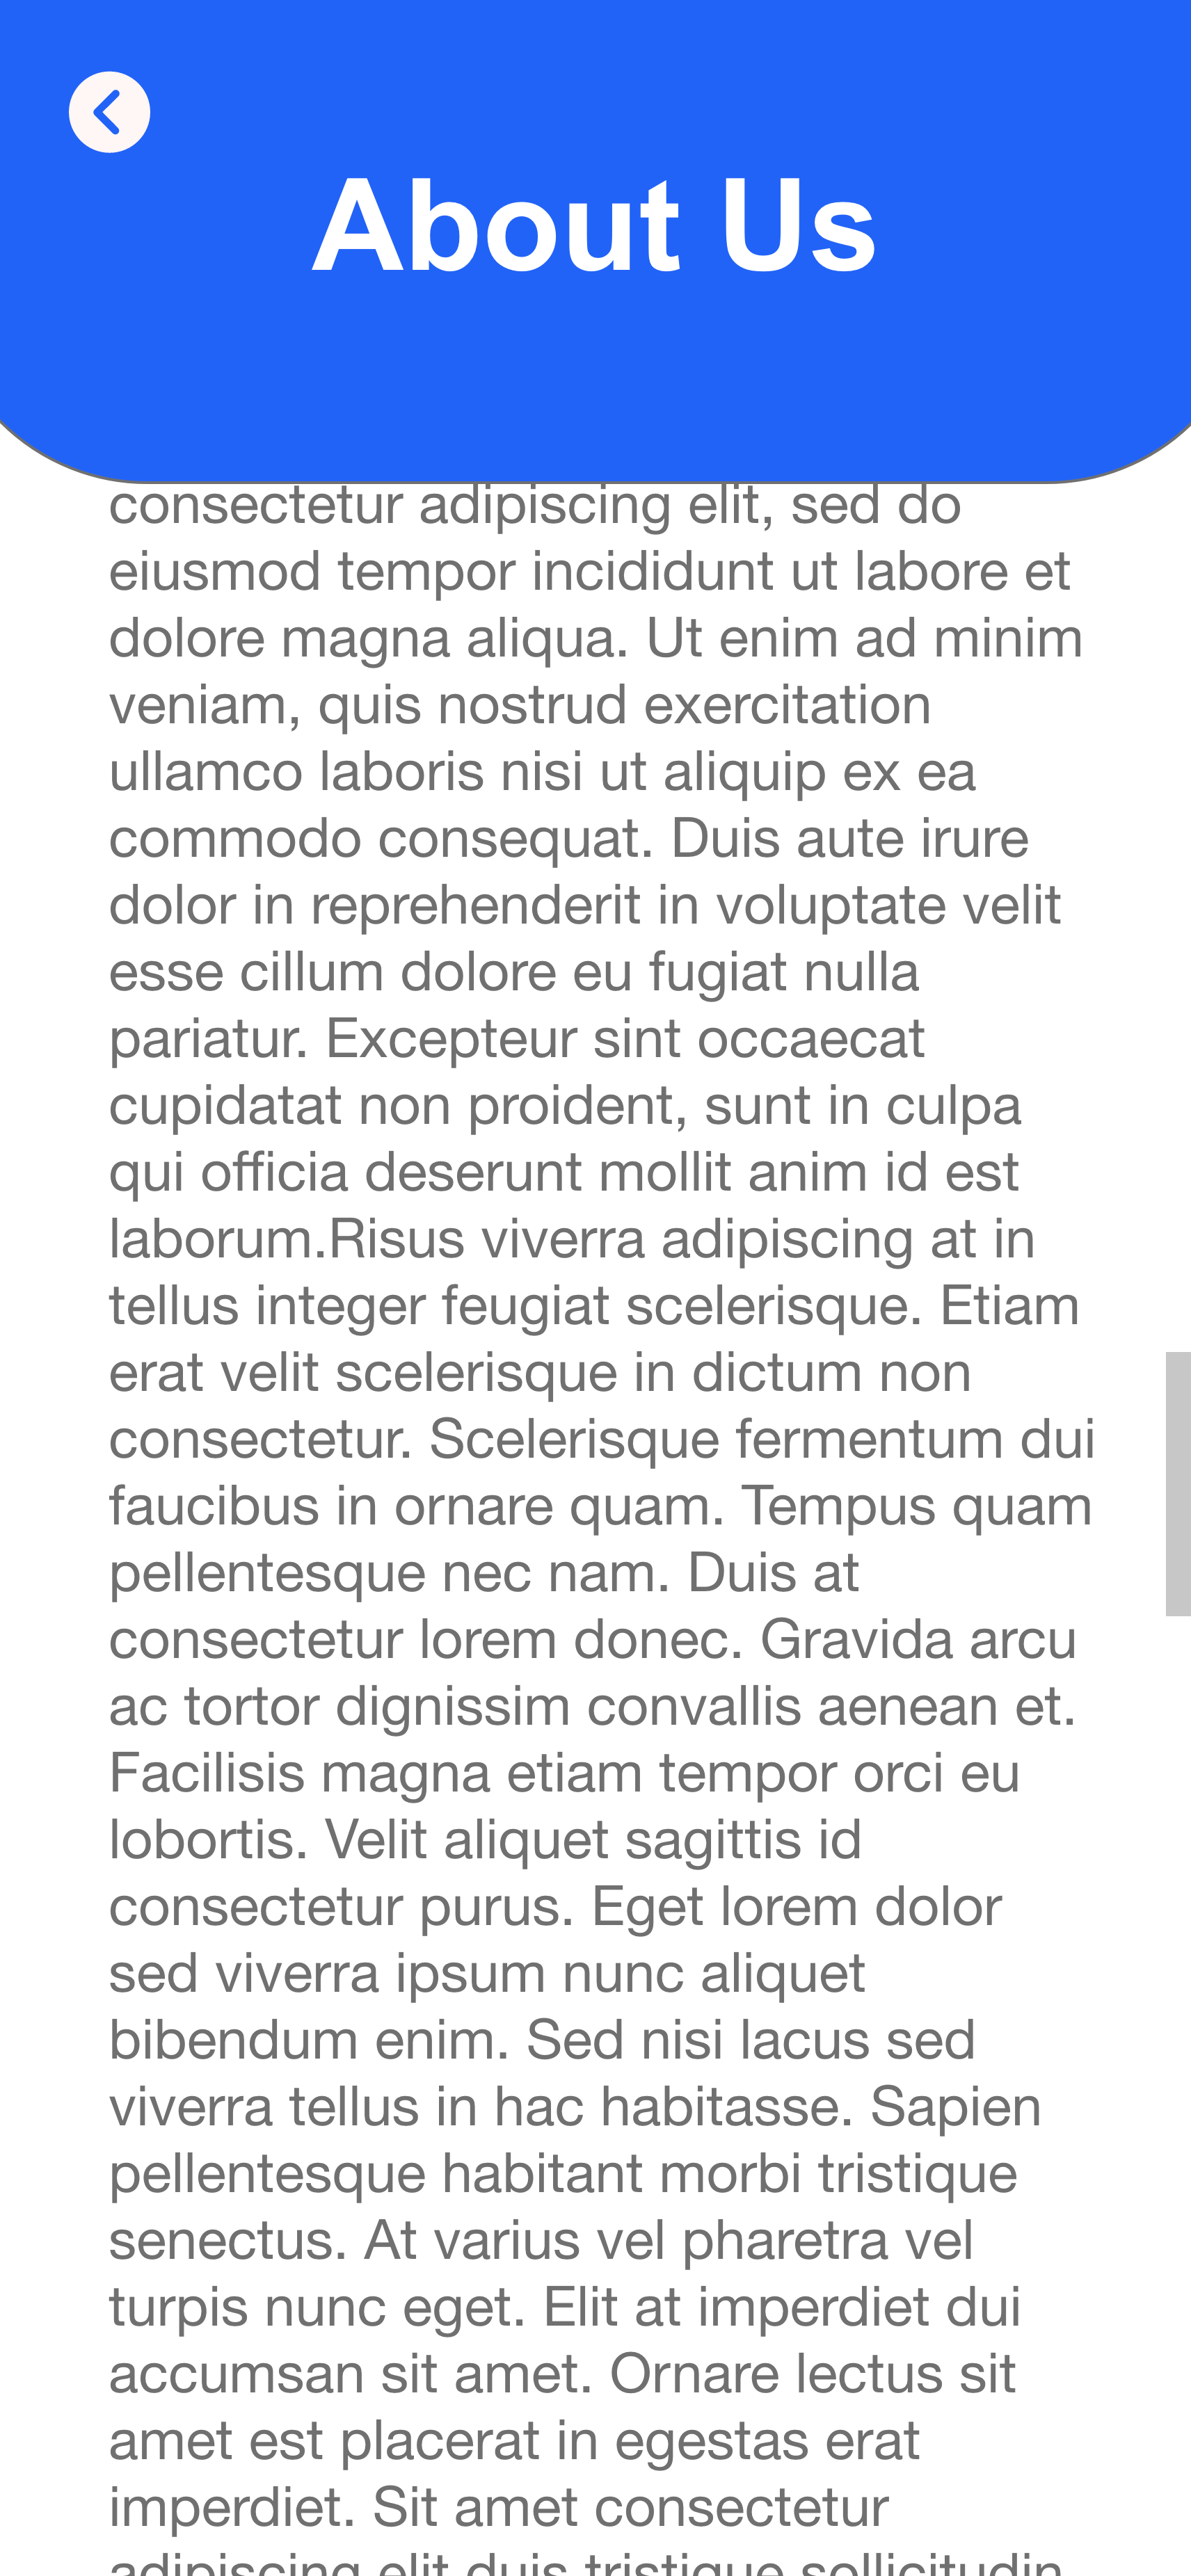 About Us
consectetur adipiscing elit, sed do
eiusmod tempor incididunt ut labore et
dolore magna aliqua. Ut enim ad minim
veniam, quis nostrud exercitation
ullamco laboris nisi ut aliquip ex ea
commodo consequat. Duis aute irure
dolor in reprehenderit in voluptate velit
esse cillum dolore eu fugiat nulla
pariatur. Excepteur sint occaecat
cupidatat non proident, sunt in culpa
qui officia deserunt mollit anim id est
laborum.Risus viverra adipiscing at in
tellus integer feugiat scelerisque. Etiam
erat velit scelerisque in dictum non
consectetur. Scelerisque fermentum dui
faucibus in ornare quam. Tempus quam
pellentesque nec nam. Duis at
consectetur lorem donec. Gravida arcu
ac tortor dignissim convallis aenean et.
Facilisis magna etiam tempor orci eu
lobortis. Velit aliquet sagittis id
consectetur purus. Eget lorem dolor
sed viverra ipsum nunc aliquet
bibendum enim. Sed nisi lacus sed
viverra tellus in hac habitasse. Sapien
pellentesque habitant morbi tristique
senectus. At varius vel pharetra vel
turpis nunc eget. Elit at imperdiet dui
accumsan sit amet. Ornare lectus sit
amet est placerat in egestas erat
imperdiet. Sit amet consectetur
adipiscing elit duis tristique sollicitudin